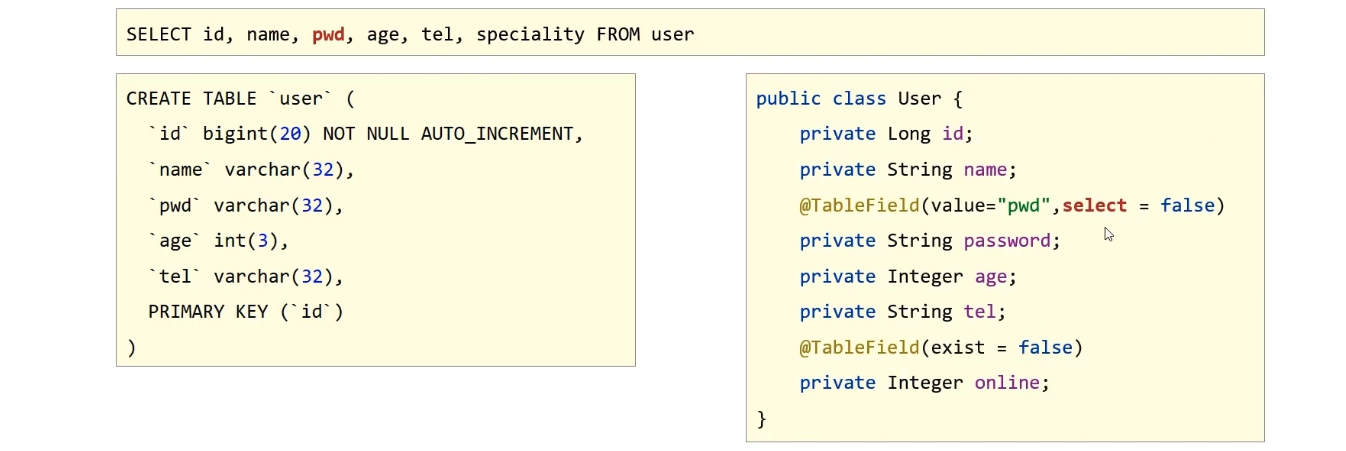 SELECT id, name, pwd, age, tel, speciality FROM user
CREATE TABLE `user` (
`id` bigint(20) NOT NULL AUTO_INCREMENT,
`name` varchar(32),
`pwd` varchar(32),
`age` int(3),
`tel` varchar(32),
PRIMARY KEY (`id`)
)
public class User {
private Long id;
private String name;
@TableField(value="pwd",select = false)
private String password;
private Integer age;
private String tel;
@TableField(exist = false)
private Integer online;
}